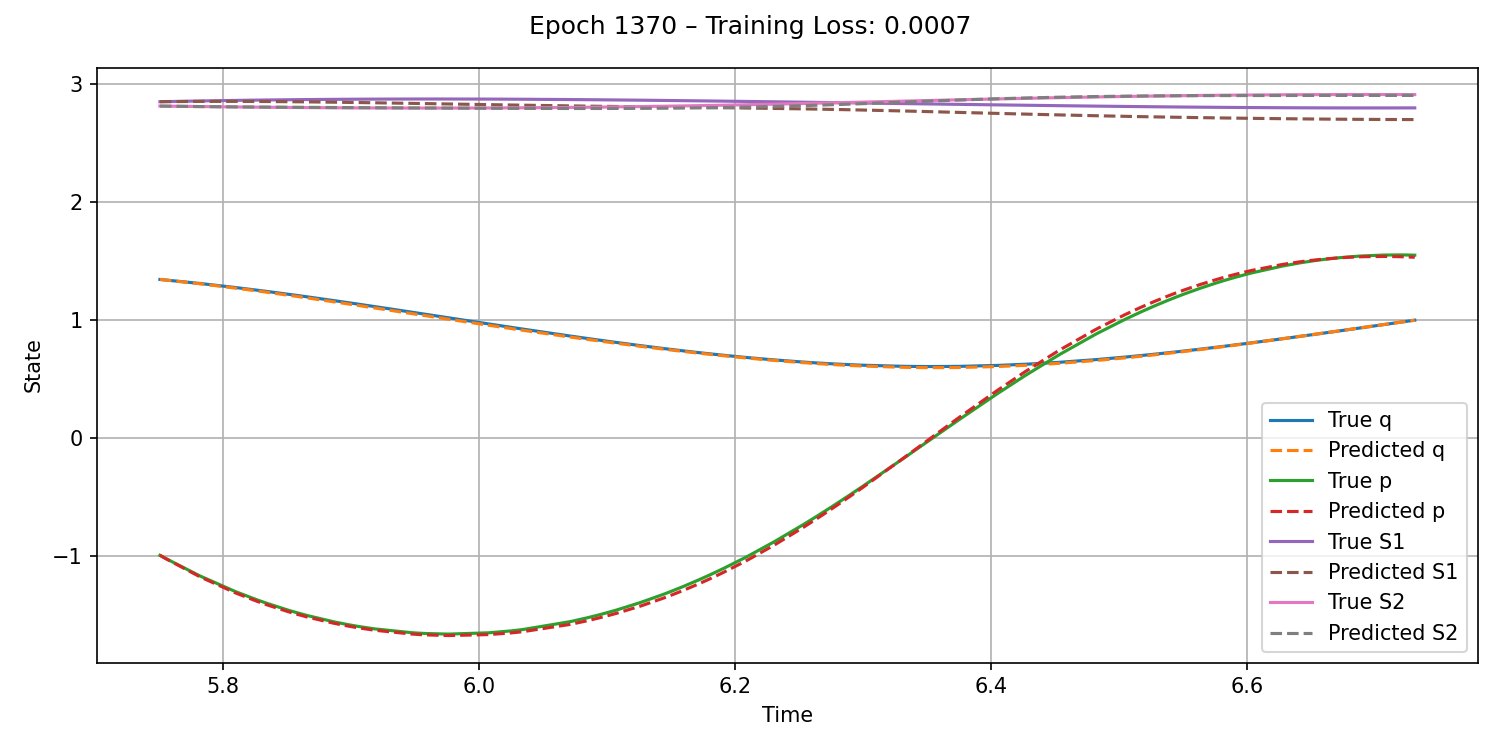 Epoch 1370 – Training Loss: 0.0007
3
2
1
0
−1
State
5.8
6.0
6.2
6.4
6.6
Time
True q
Predicted q
True p
Predicted p
True S1
Predicted S1
True S2
Predicted S2